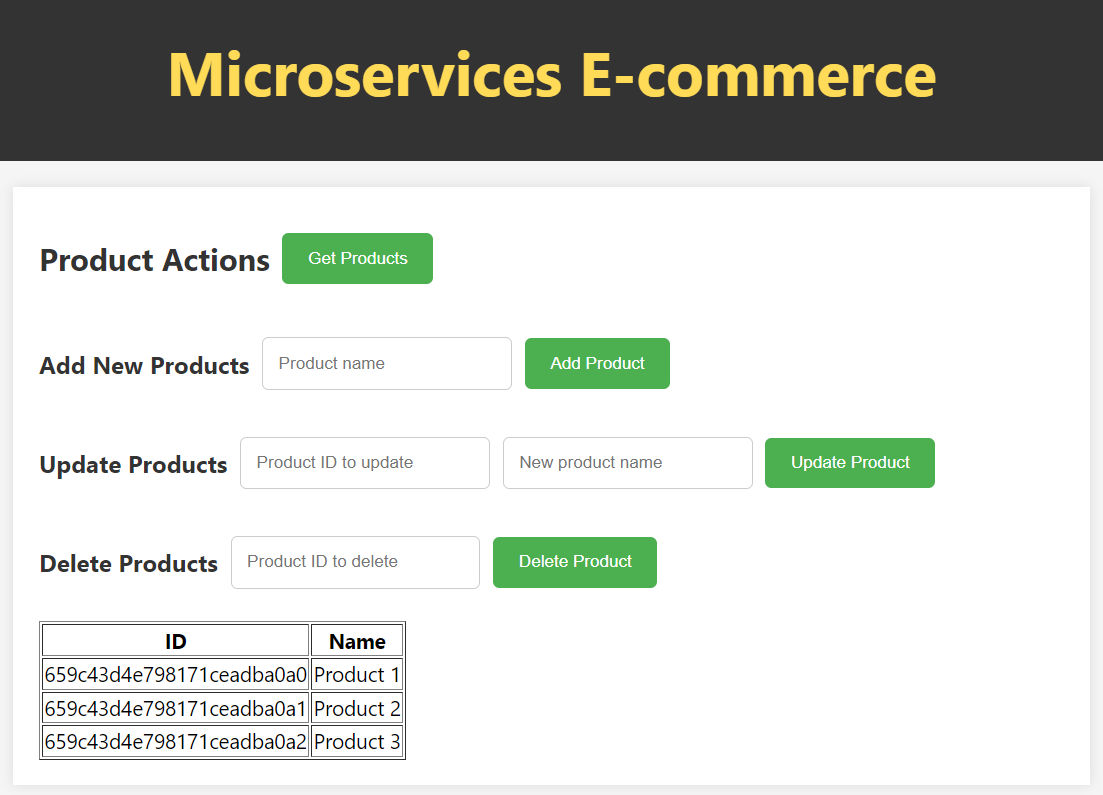 Microservices E-commerce
Product Actions Get Products
Add New Products Product name Add Product
Update Products Product ID to update New product name Update Product
Delete Products Product ID to delete Delete Product
ID Name
659c43d4e798171ceadba0a0 Product 1
659c43d4e798171ceadba0a1 Product 2
659c43d4e798171ceadba0a2 Product 3